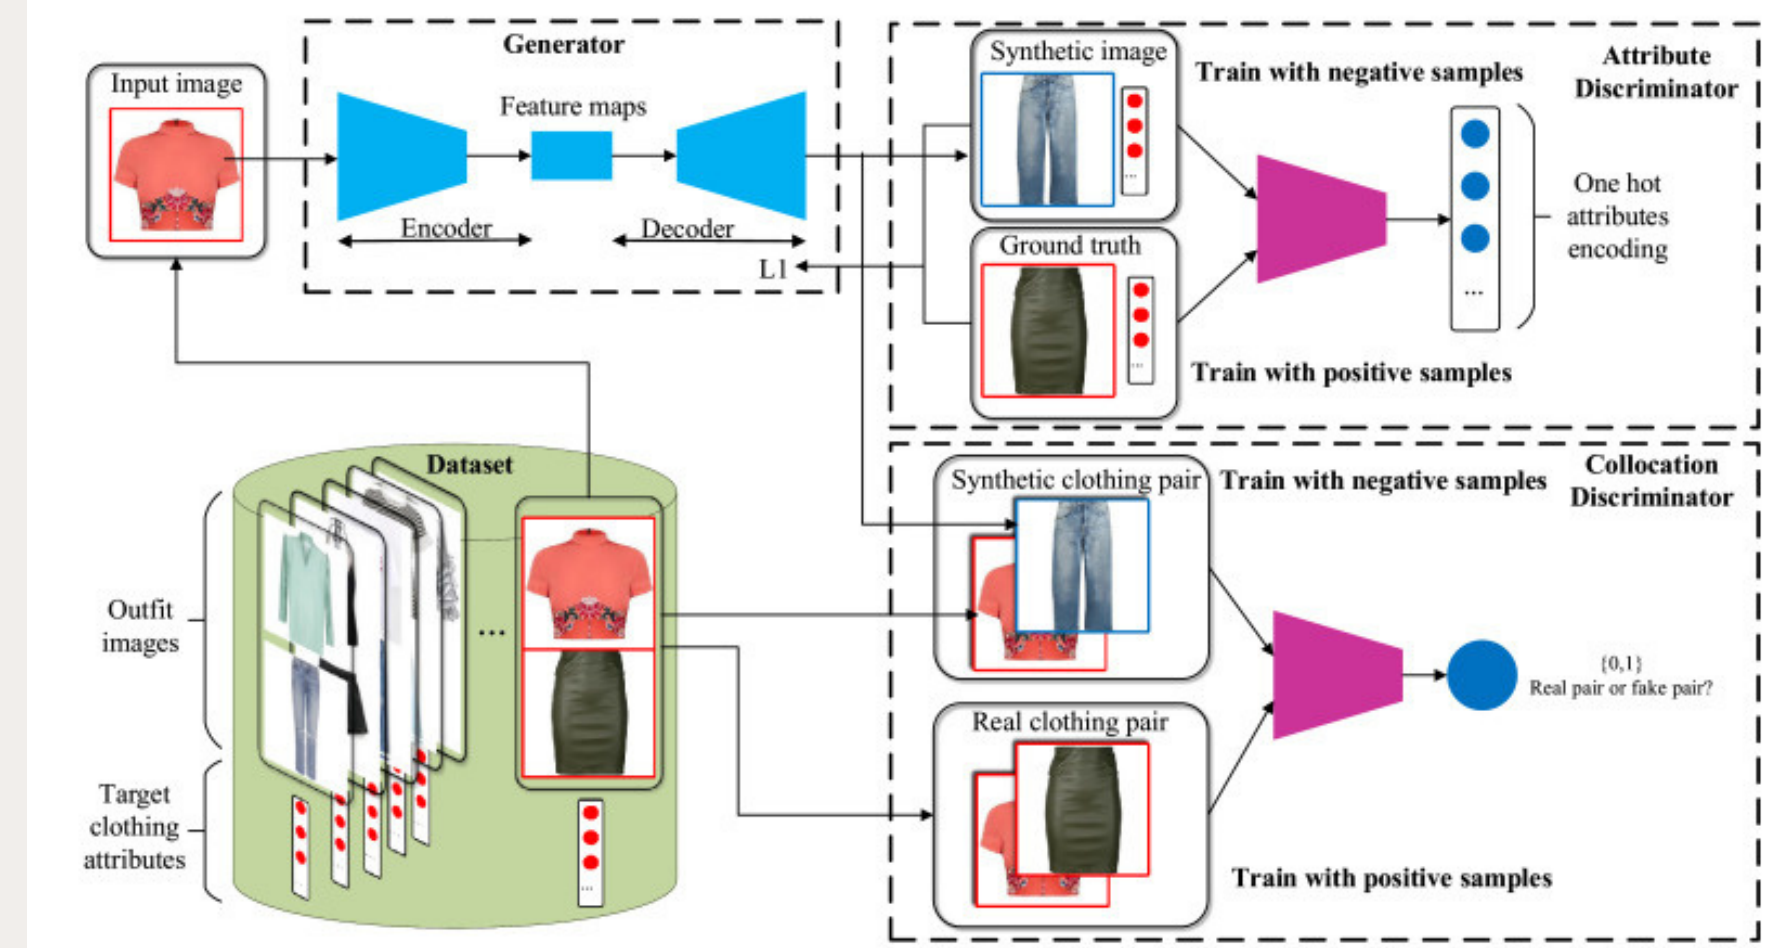 Generator
Input image
Feature maps
Encoder
Decoder
L1
Synthetic image
Train with negative samples
Attribute
Discriminator
...
One hot
attributes
encoding
...
Ground truth
...
Train with positive samples
Dataset
Outfit
images
...
Target
clothing
attributes
...
Synthetic clothing pair
Train with negative samples
Collocation
Discriminator
{0,1}
Real pair or fake pair?
Real clothing pair
Train with positive samples